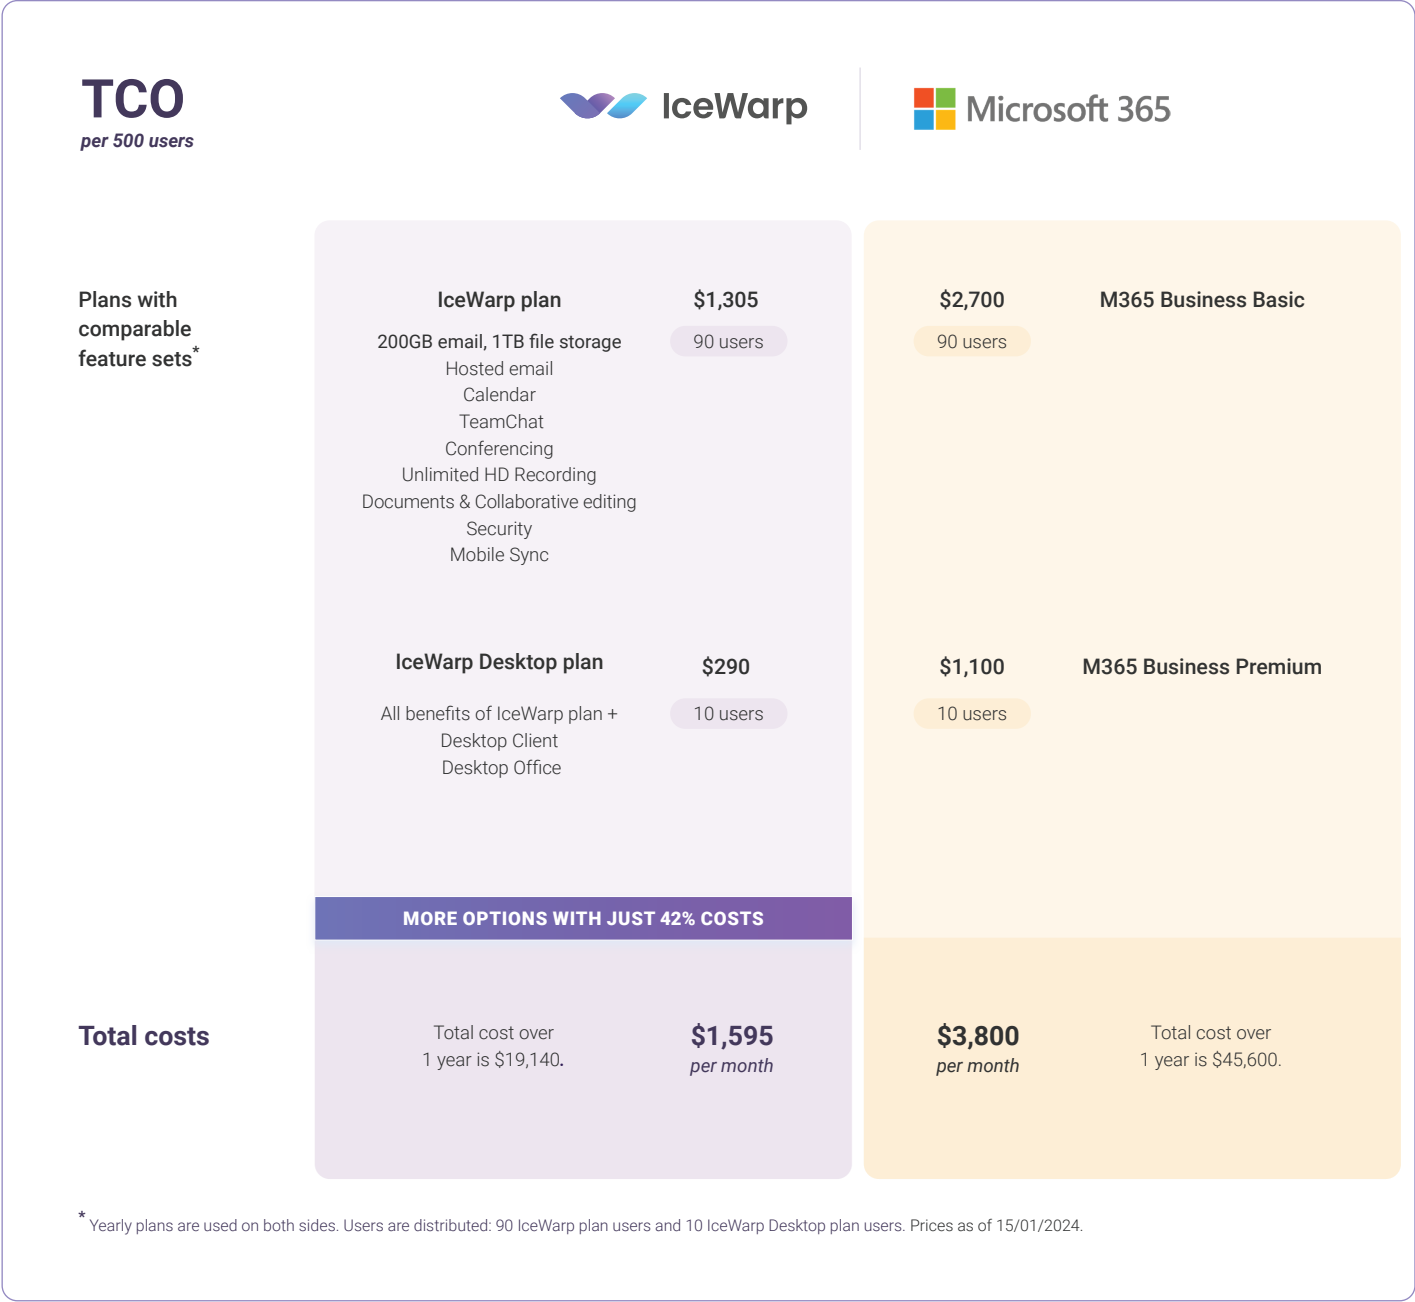 TCO
per 500 users
IceWarp
Microsoft 365
Plans with
comparable
feature sets*
IceWarp plan
$1,305
200GB email, 1TB file storage
90 users
Hosted email
Calendar
TeamChat
Conferencing
Unlimited HD Recording
Documents & Collaborative editing
Security
Mobile Sync
$2,700
M365 Business Basic
90 users
IceWarp Desktop plan
$290
All benefits of IceWarp plan +
10 users
Desktop Client
Desktop Office
$1,100
M365 Business Premium
10 users
MORE OPTIONS WITH JUST 42% COSTS
Total costs
Total cost over
1 year is $19,140.
$1,595
per month
$3,800
per month
Total cost over
1 year is $45,600.
* Yearly plans are used on both sides. Users are distributed: 90 IceWarp plan users and 10 IceWarp Desktop plan users. Prices as of 15/01/2024.